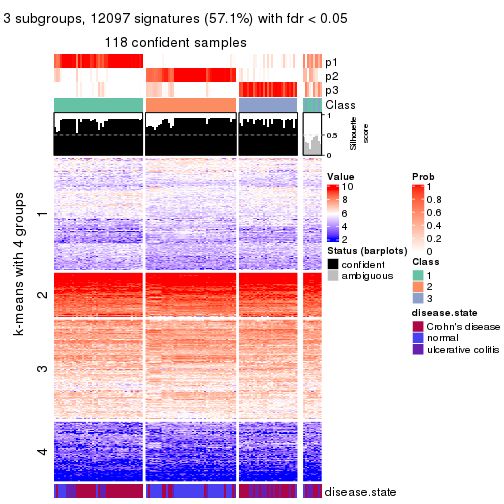 3 subgroups, 12097 signatures (57.1%) with fdr < 0.05
118 confident samples
p1
p2
p3
Class
1
0.5
0
Silhouette
score
k-means with 4 groups
1
2
3
4
disease.state
Value
10
8
6
4
2
Status (barplots)
confident
ambiguous
Prob
1
0.8
0.6
0.4
0.2
0
Class
1
2
3
disease.state
Crohn's disease
normal
ulcerative colitis